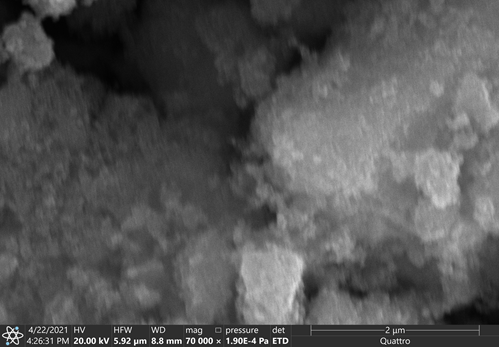 4/22/2021 HV HFW WD mag □ pressure det 2 µm
4:26:31 PM 20.00 kV 5.92 µm 8.8 mm 70 000 x 1.90E-4 Pa ETD Quattro